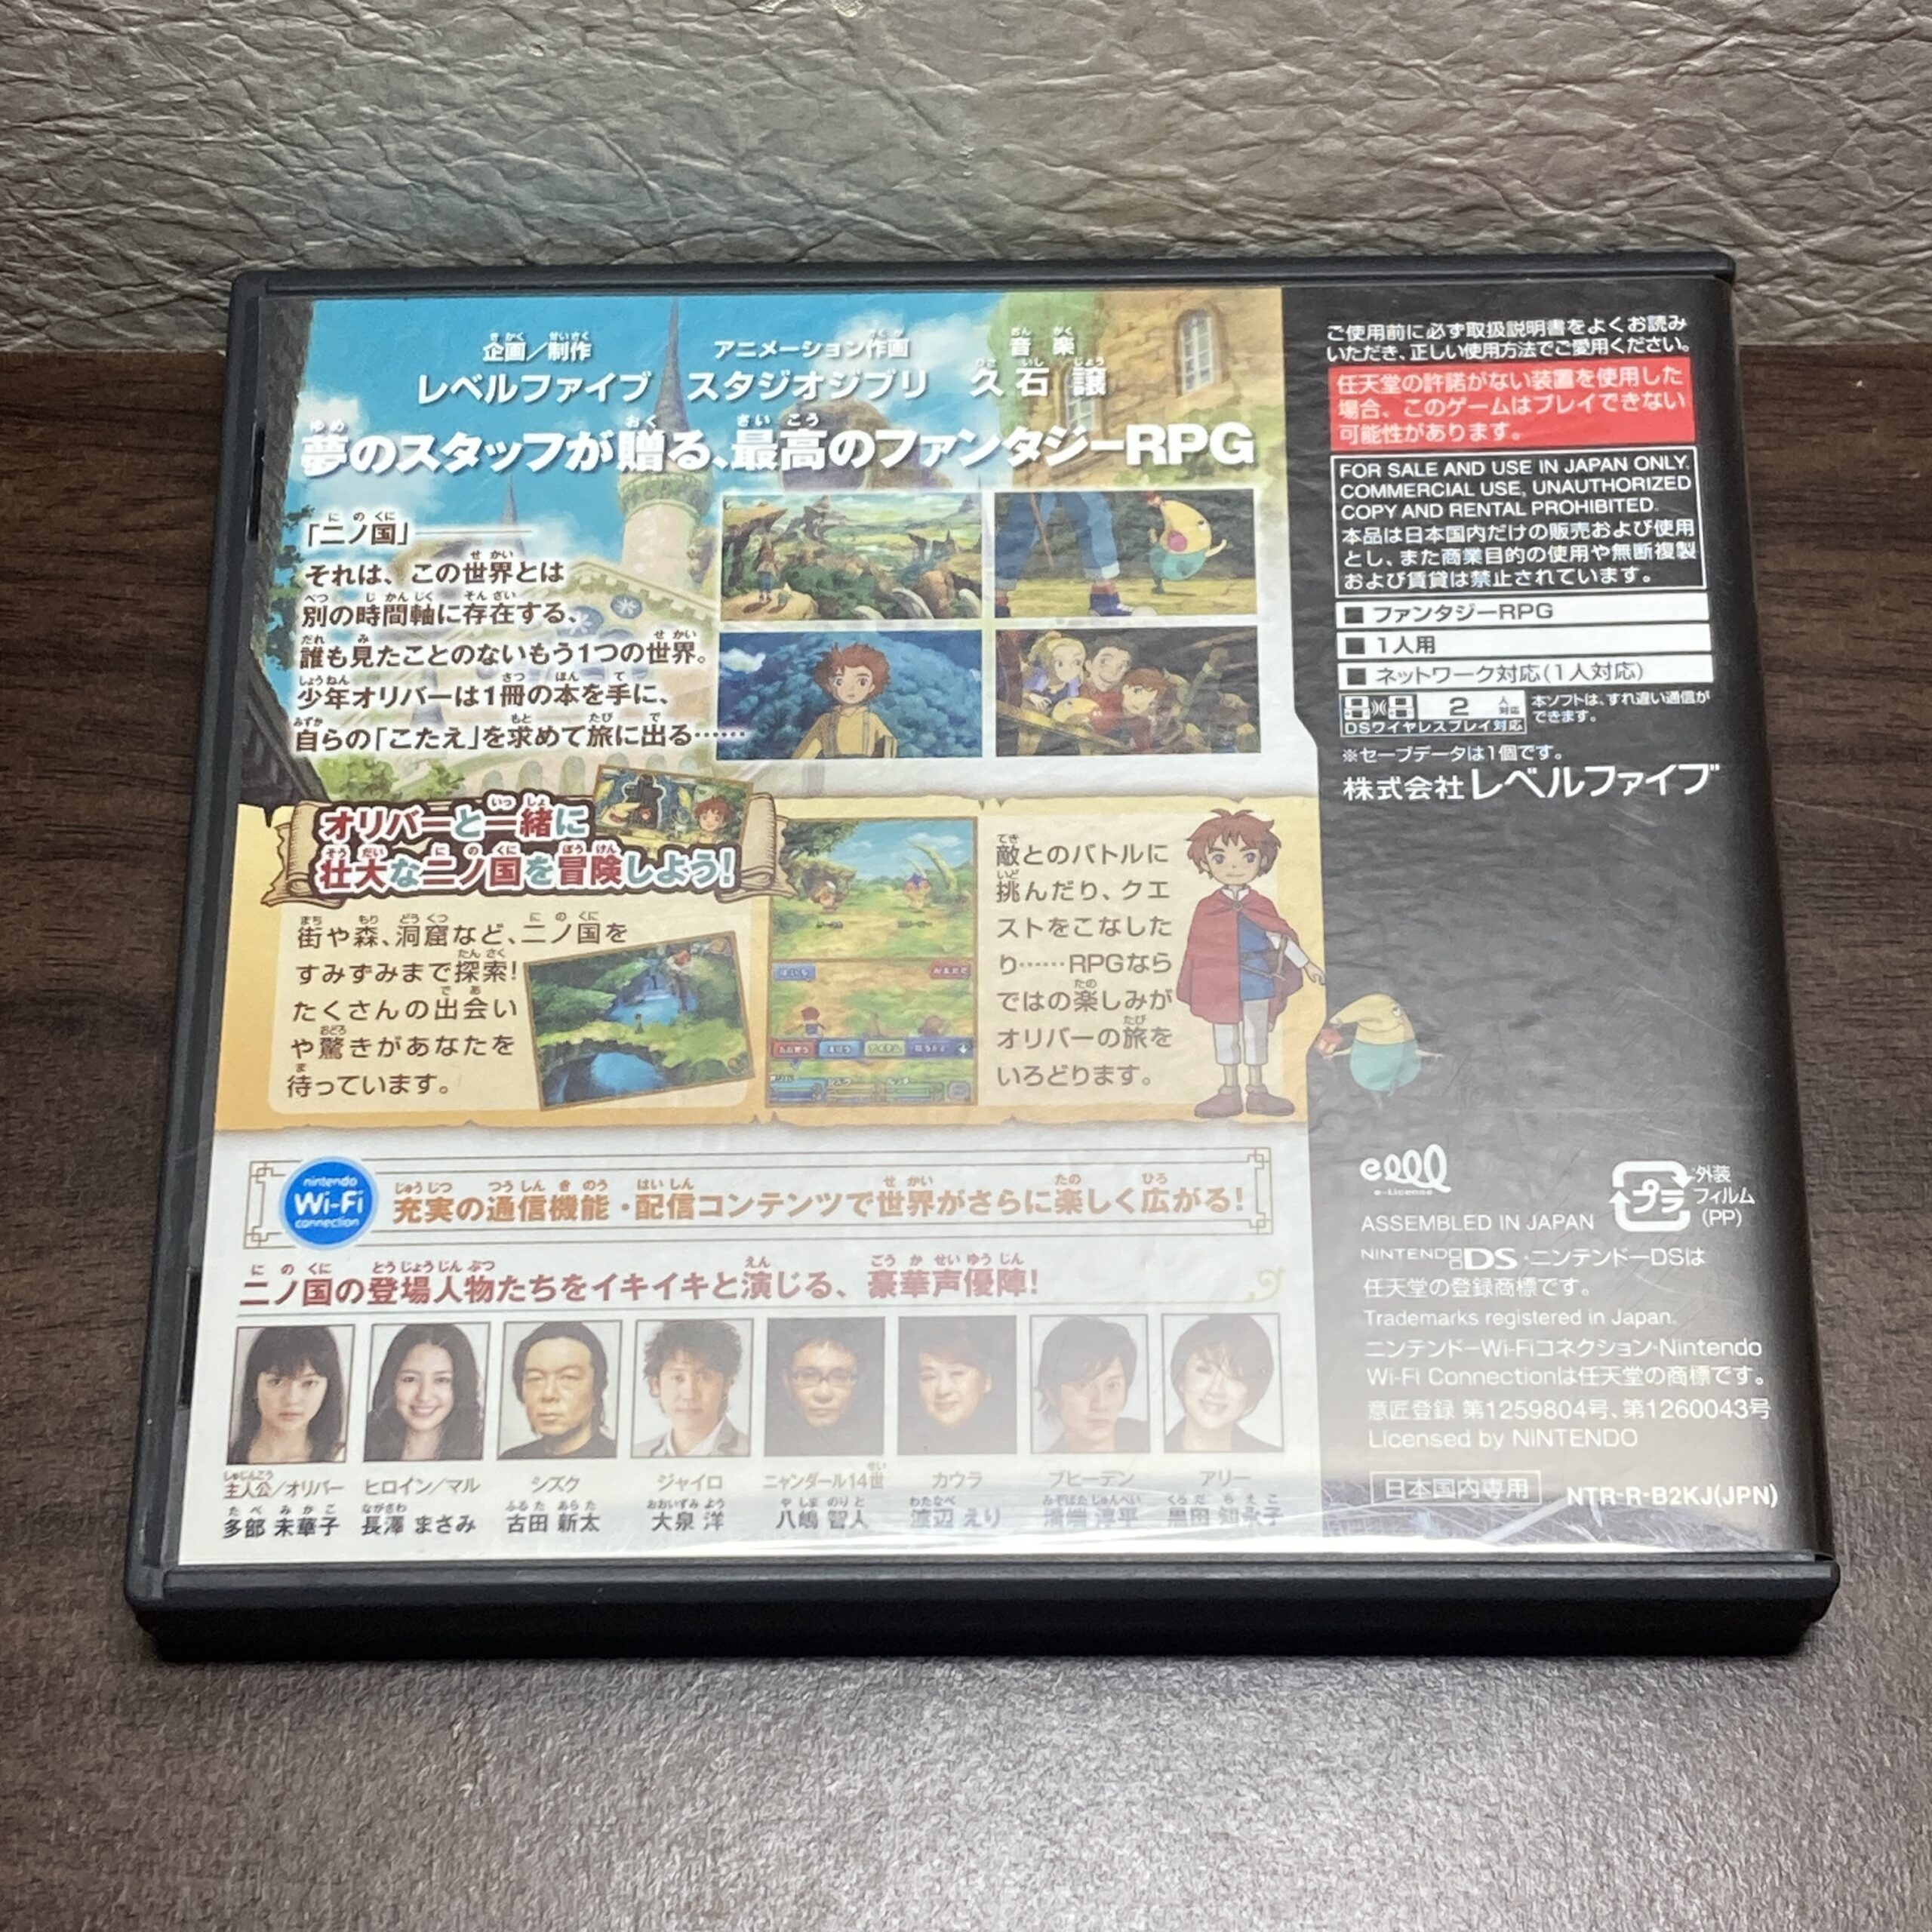 企画／制作
レベルファイブ
アニメーション作画
スタジオジブリ
音楽
久石 譲
夢のスタッフが贈る、最高のファンタジーRPG
「二ノ国」
それは、この世界とは
別の時間軸に存在する、
誰も見たことのないもう1つの世界。
少年オリバーは1冊の本を手に、
自らの「こたえ」を求めて旅に出る……
オリバーと一緒に
壮大な二ノ国を冒険しよう!
街や森、洞窟など、二ノ国を
すみずみまで探索!
たくさんの出会い
や驚きがあなたを
待っています。
敵とのバトルに
挑んだり、クエ
ストをこなした
り……RPGなら
ではの楽しみが
オリバーの旅を
いろどります。
nintendo
Wi-Fi
connection
充実の通信機能・配信コンテンツで世界がさらに楽しく広がる!
二ノ国の登場人物たちをイキイキと演じる、豪華声優陣!
主人公／オリバー
多部 未華子
ヒロイン／マル
長澤 まさみ
シズク
古田 新太
ジャイロ
大泉 洋
ニャンダール14世
八嶋 智人
カウラ
渡辺 えり
ブヒーデン
アリー
ご使用前に必ず取扱説明書をよくお読み
いただき、正しい使用方法でご愛用ください。
任天堂の許諾がない装置を使用した
場合、このゲームはプレイできない
可能性があります。
FOR SALE AND USE IN JAPAN ONLY.
COMMERCIAL USE, UNAUTHORIZED
COPY AND RENTAL PROHIBITED.
本品は日本国内だけの販売および使用
とし、また商業目的の使用や無断複製
および賃貸は禁止されています。
■ ファンタジーRPG
■ 1人用
■ ネットワーク対応(1人対応)
2 人対応
DSワイヤレスプレイ対応
本ソフトは、すれ違い通信が
できます。
※セーブデータは1個です。
株式会社レベルファイブ
elll
e-License
ASSEMBLED IN JAPAN
プラ
外装
フィルム
(PP)
NINTENDO DS・ニンテンドーDSは
任天堂の登録商標です。
Trademarks registered in Japan.
ニンテンドーWi-Fiコネクション・Nintendo
Wi-Fi Connectionは任天堂の商標です。
意匠登録 第1259804号、第1260043号
Licensed by NINTENDO
日本国内専用
NTR-R-B2KJ(JPN)